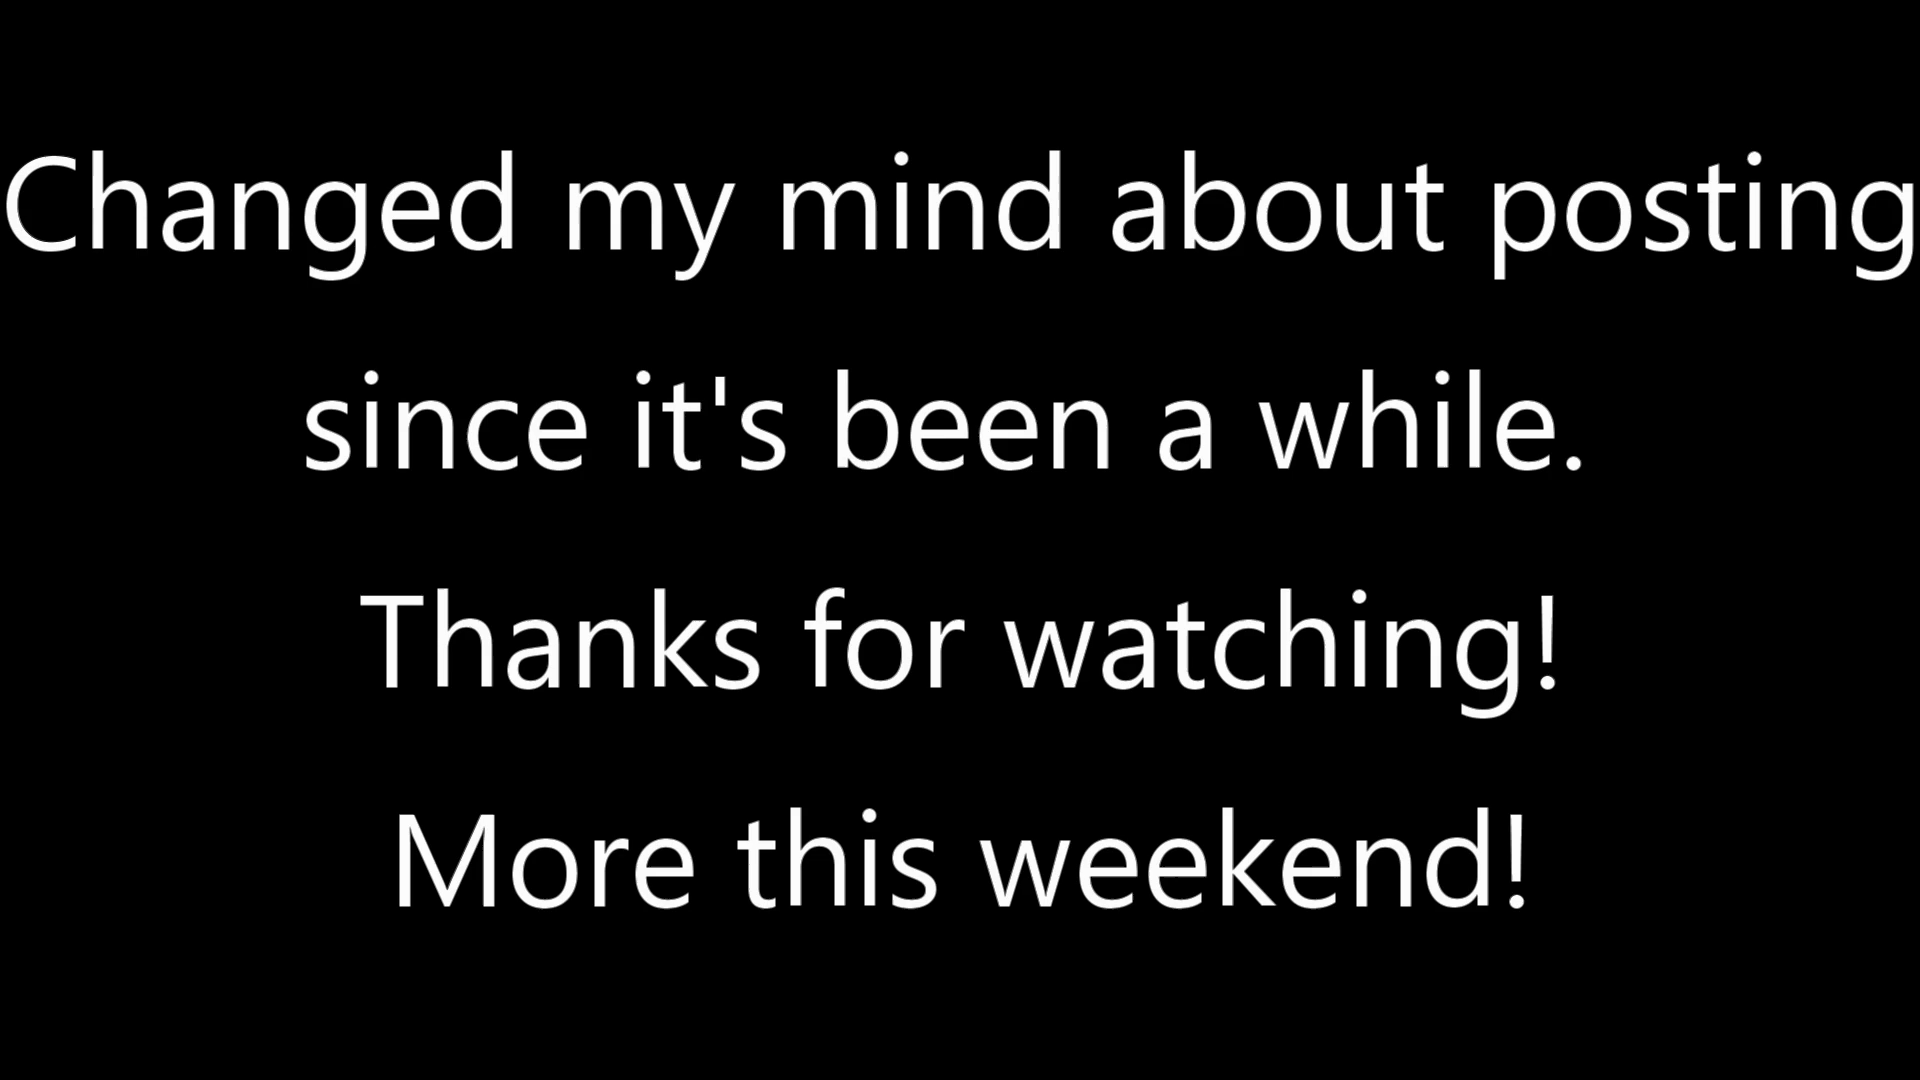 Changed my mind about posting
since it's been a while.
Thanks for watching!
More this weekend!